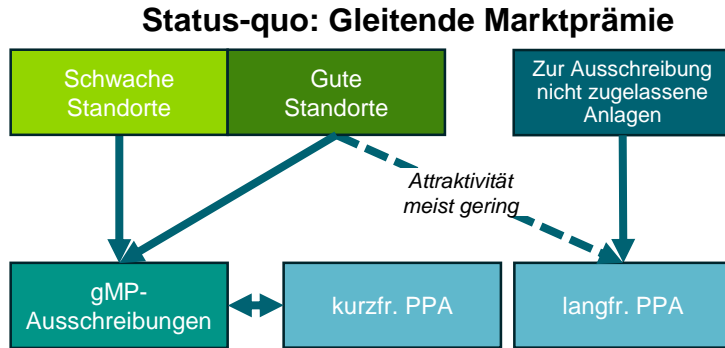 Status-quo: Gleitende Marktprämie
Schwache
Standorte
Gute
Standorte
Zur Ausschreibung
nicht zugelassene
Anlagen
Attraktivität
meist gering
gMP-
Ausschreibungen
kurzfr. PPA
langfr. PPA